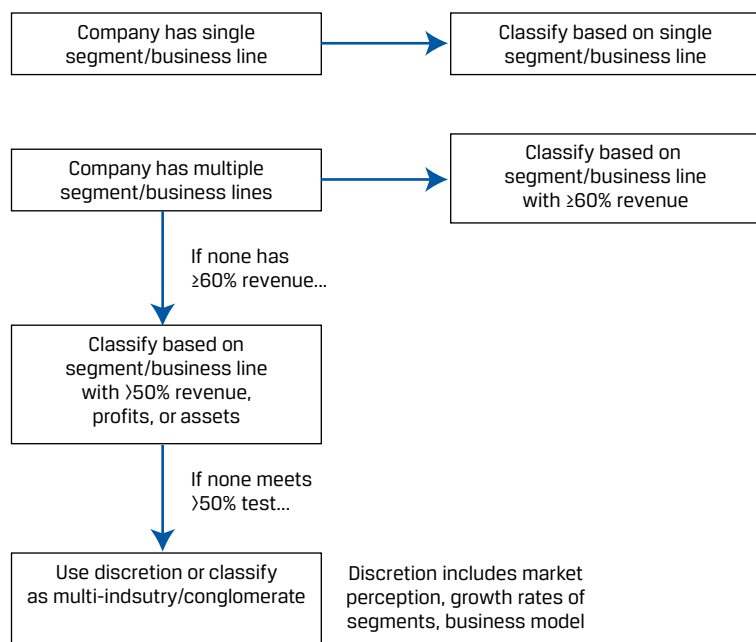 Company has single
segment/business line
Classify based on single
segment/business line
Company has multiple
segment/business lines
Classify based on
segment/business line
with ≥60% revenue
If none has
≥60% revenue...
Classify based on
segment/business line
with >50% revenue,
profits, or assets
If none meets
>50% test...
Use discretion or classify
as multi-indsutry/conglomerate
Discretion includes market
perception, growth rates of
segments, business model